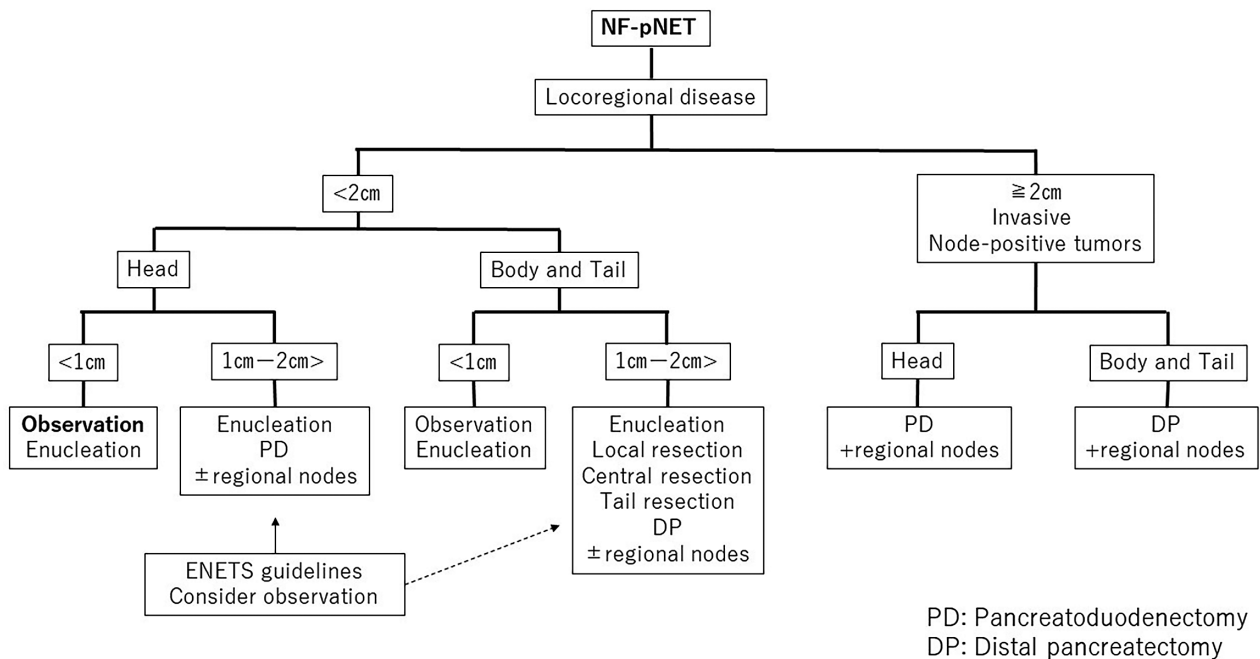 NF-pNET
Locoregional disease
<2cm
≧2cm
Invasive
Node-positive tumors
Head
Body and Tail
<1cm
1cm－2cm>
<1cm
1cm－2cm>
Head
Body and Tail
Observation
Enucleation
Enucleation
PD
±regional nodes
Observation
Enucleation
Enucleation
Local resection
Central resection
Tail resection
DP
±regional nodes
PD
+regional nodes
DP
+regional nodes
ENETS guidelines
Consider observation
PD: Pancreatoduodenectomy
DP: Distal pancreatectomy